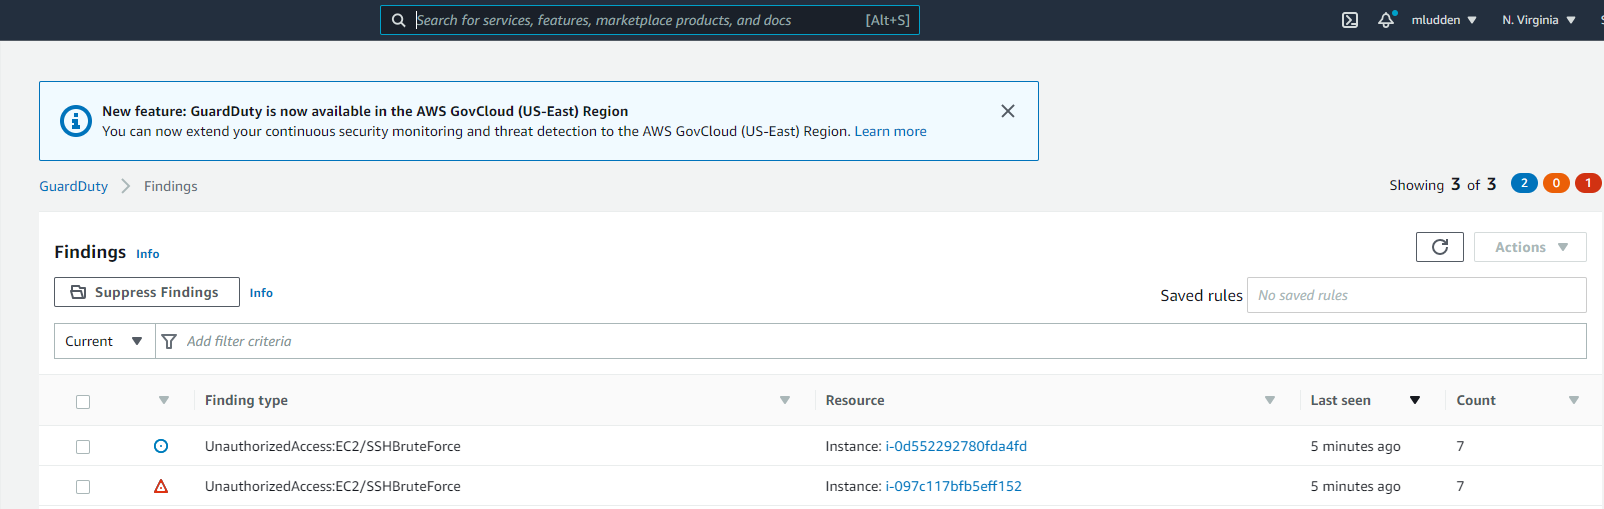 Search for services, features, marketplace products, and docs [Alt+S] mludden N. Virginia
New feature: GuardDuty is now available in the AWS GovCloud (US-East) Region
You can now extend your continuous security monitoring and threat detection to the AWS GovCloud (US-East) Region. Learn more
GuardDuty Findings Showing 3 of 3 2 0 1
Findings Info Actions
Suppress Findings Info Saved rules No saved rules
Current Add filter criteria
Finding type Resource Last seen Count
UnauthorizedAccess:EC2/SSHBruteForce Instance: i-0d552292780fda4fd 5 minutes ago 7
UnauthorizedAccess:EC2/SSHBruteForce Instance: i-097c117bfb5eff152 5 minutes ago 7